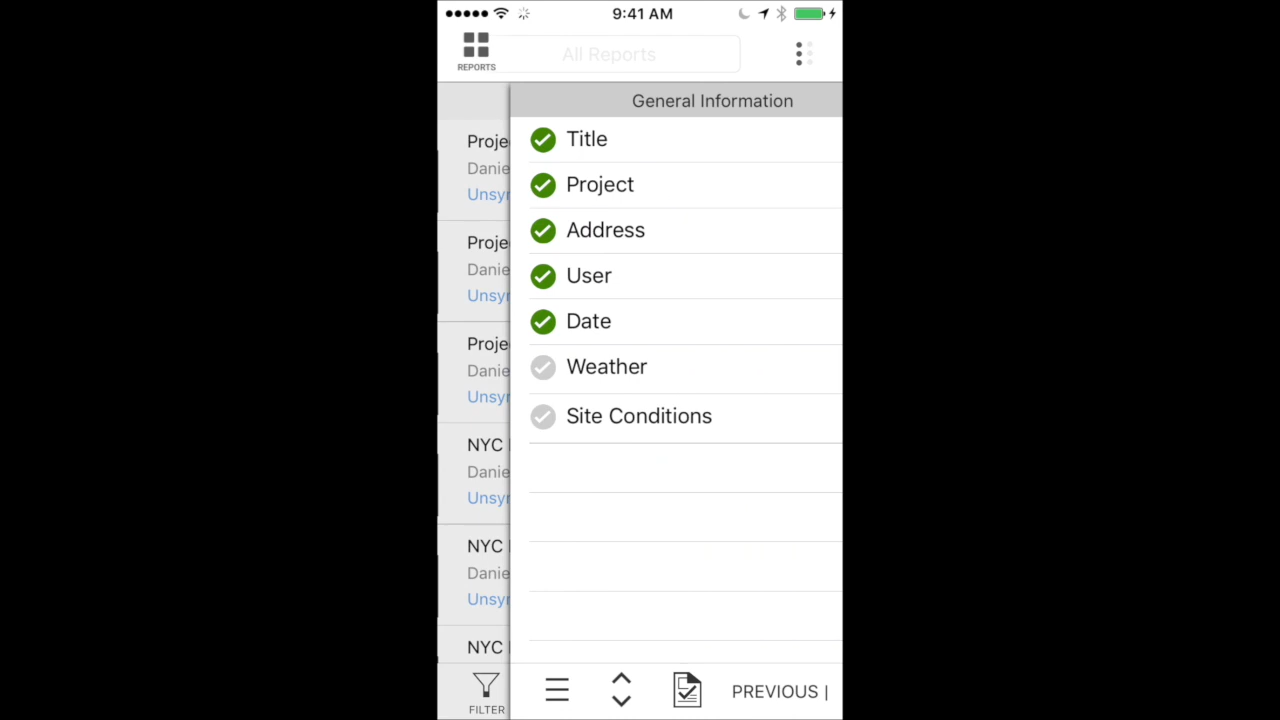 9:41 AM
REPORTS
All Reports
General Information
Title
Project
Address
User
Date
Weather
Site Conditions
Proje
Danie
Unsyn
Proje
Danie
Unsyn
Proje
Danie
Unsyn
NYC
Danie
Unsyn
NYC
Danie
Unsyn
NYC
FILTER
PREVIOUS |